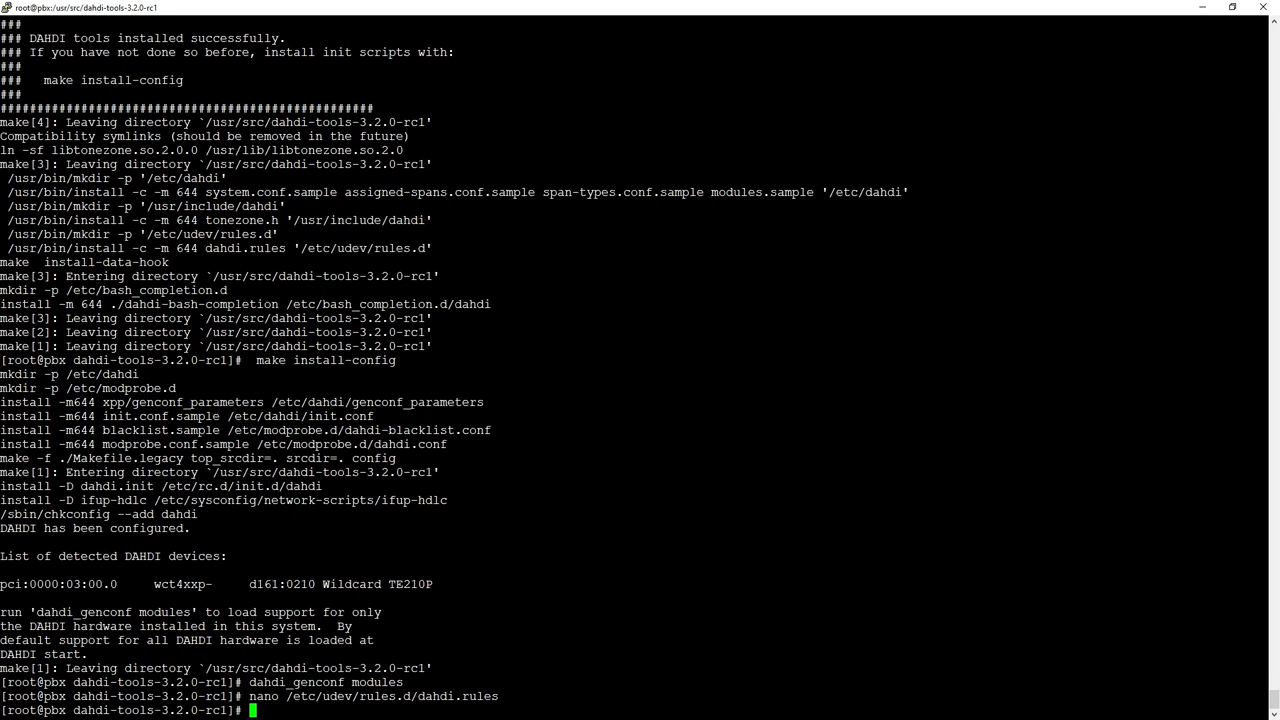 root@pbx:/usr/src/dahdi-tools-3.2.0-rc1
###
### DAHDI tools installed successfully.
### If you have not done so before, install init scripts with:
###
###   make install-config
###
###################################################
make[4]: Leaving directory `/usr/src/dahdi-tools-3.2.0-rc1'
Compatibility symlinks (should be removed in the future)
ln -sf libtonezone.so.2.0.0 /usr/lib/libtonezone.so.2.0
make[3]: Leaving directory `/usr/src/dahdi-tools-3.2.0-rc1'
 /usr/bin/mkdir -p '/etc/dahdi'
 /usr/bin/install -c -m 644 system.conf.sample assigned-spans.conf.sample span-types.conf.sample modules.sample '/etc/dahdi'
 /usr/bin/mkdir -p '/usr/include/dahdi'
 /usr/bin/install -c -m 644 tonezone.h '/usr/include/dahdi'
 /usr/bin/mkdir -p '/etc/udev/rules.d'
 /usr/bin/install -c -m 644 dahdi.rules '/etc/udev/rules.d'
make  install-data-hook
make[3]: Entering directory `/usr/src/dahdi-tools-3.2.0-rc1'
mkdir -p /etc/bash_completion.d
install -m 644 ./dahdi-bash-completion /etc/bash_completion.d/dahdi
make[3]: Leaving directory `/usr/src/dahdi-tools-3.2.0-rc1'
make[2]: Leaving directory `/usr/src/dahdi-tools-3.2.0-rc1'
make[1]: Leaving directory `/usr/src/dahdi-tools-3.2.0-rc1'
[root@pbx dahdi-tools-3.2.0-rc1]#  make install-config
mkdir -p /etc/dahdi
mkdir -p /etc/modprobe.d
install -m644 xpp/genconf_parameters /etc/dahdi/genconf_parameters
install -m644 init.conf.sample /etc/dahdi/init.conf
install -m644 blacklist.sample /etc/modprobe.d/dahdi-blacklist.conf
install -m644 modprobe.conf.sample /etc/modprobe.d/dahdi.conf
make -f ./Makefile.legacy top_srcdir=. srcdir=. config
make[1]: Entering directory `/usr/src/dahdi-tools-3.2.0-rc1'
install -D dahdi.init /etc/rc.d/init.d/dahdi
install -D ifup-hdlc /etc/sysconfig/network-scripts/ifup-hdlc
/sbin/chkconfig --add dahdi
DAHDI has been configured.
List of detected DAHDI devices:
pci:0000:03:00.0     wct4xxp-     d161:0210 Wildcard TE210P
run 'dahdi_genconf modules' to load support for only
the DAHDI hardware installed in this system.  By
default support for all DAHDI hardware is loaded at
DAHDI start.
make[1]: Leaving directory `/usr/src/dahdi-tools-3.2.0-rc1'
[root@pbx dahdi-tools-3.2.0-rc1]# dahdi_genconf modules
[root@pbx dahdi-tools-3.2.0-rc1]# nano /etc/udev/rules.d/dahdi.rules
[root@pbx dahdi-tools-3.2.0-rc1]#